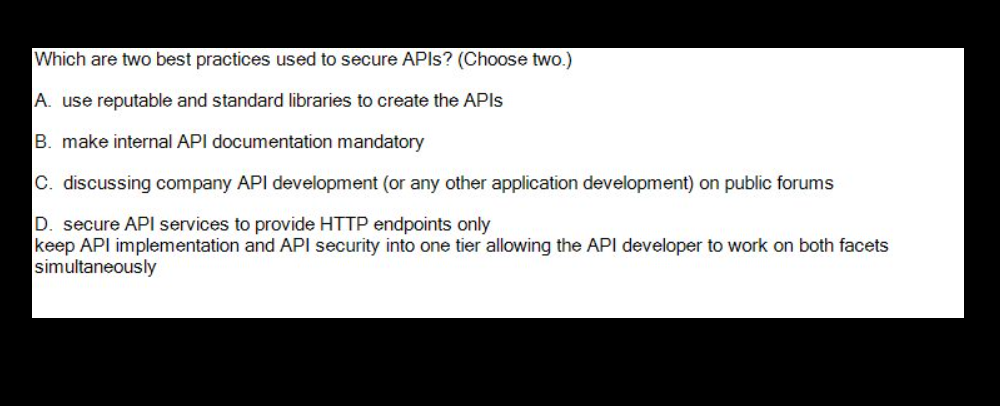 Which are two best practices used to secure APIs? (Choose two.)
A. use reputable and standard libraries to create the APIs
B. make internal API documentation mandatory
C. discussing company API development (or any other application development) on public forums
D. secure API services to provide HTTP endpoints only
keep API implementation and API security into one tier allowing the API developer to work on both facets
simultaneously